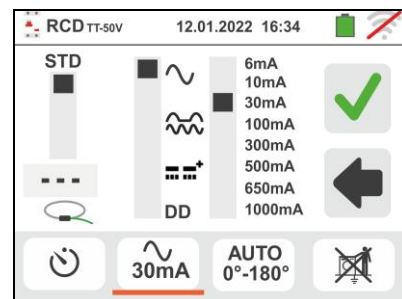 RCD TT-50V 12.01.2022 16:34
STD
6mA
10mA
30mA
100mA
300mA
500mA
650mA
1000mA
DD
- - -
30mA
AUTO
0°-180°